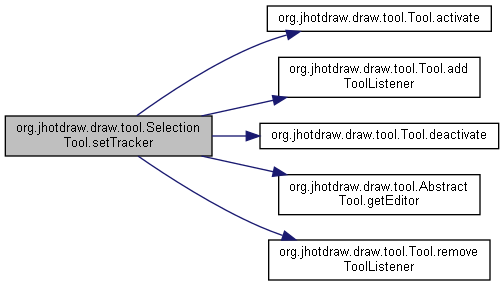 org.jhotdraw.draw.tool.Selection
Tool.setTracker
org.jhotdraw.draw.tool.Tool.activate
org.jhotdraw.draw.tool.Tool.add
ToolListener
org.jhotdraw.draw.tool.Tool.deactivate
org.jhotdraw.draw.tool.Abstract
Tool.getEditor
org.jhotdraw.draw.tool.Tool.remove
ToolListener